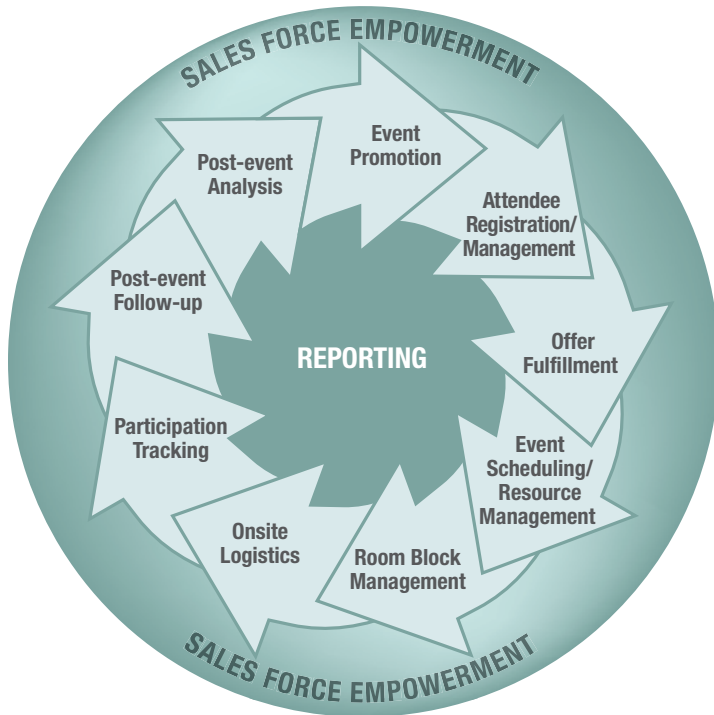 SALES FORCE EMPOWERMENT
Event
Promotion
Attendee
Registration/
Management
Offer
Fulfillment
Event
Scheduling/
Resource
Management
Room Block
Management
Onsite
Logistics
Participation
Tracking
Post-event
Follow-up
Post-event
Analysis
REPORTING
SALES FORCE EMPOWERMENT